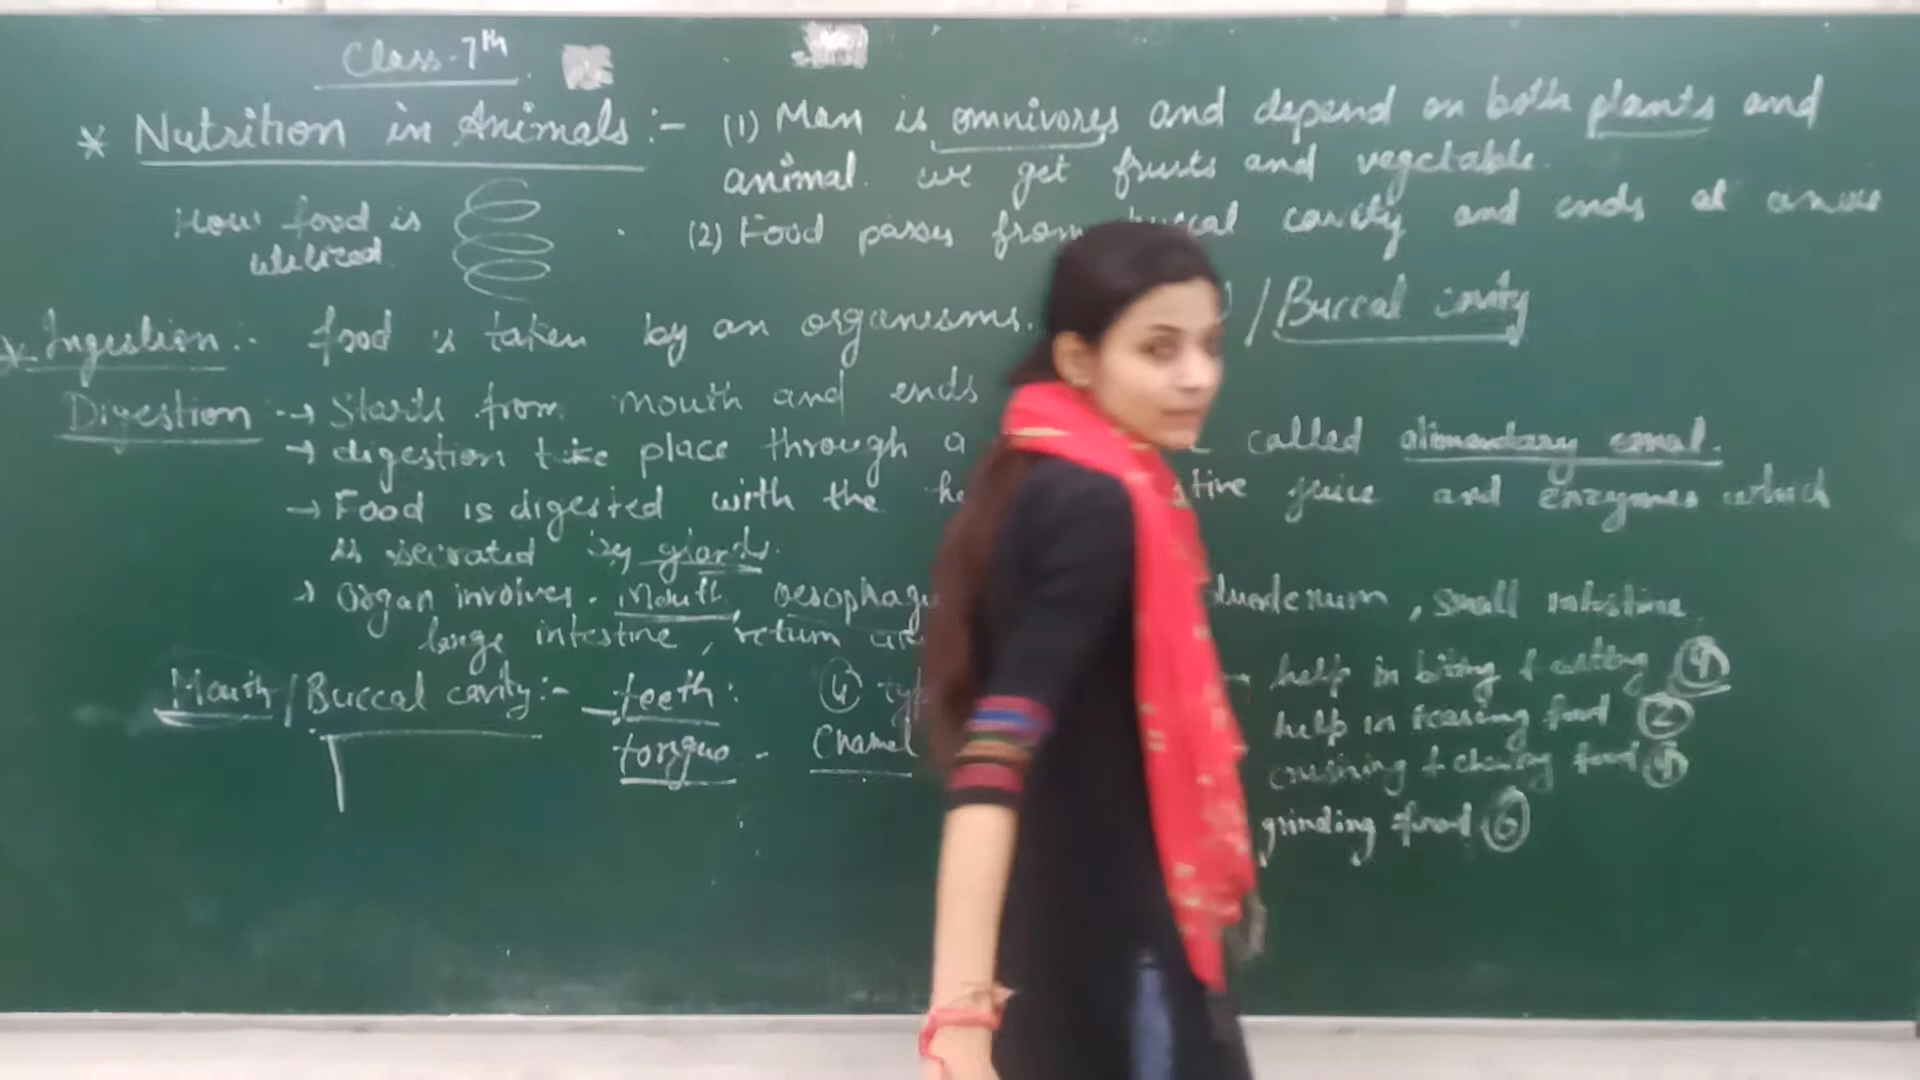 Class-7th
* Nutrition in Animals :- (1) Man is omnivores and depend on both plants and
animal. we get fruits and vegetable.
How food is
utilized.
(2) Food passes from buccal cavity and ends at
* Ingestion :- food is taken by an organisms. / Buccal cavity
Digestion -> Starts from mouth and ends
-> digestion take place through a called alimentary canal.
-> Food is digested with the juice and enzymes which
is secrated by glands.
-> Organ involves. Mouth oesophagu duodenum, small intestine
large intestine,
Mouth / Buccal cavity :- teeth : (4) help in biting & cutting (4)
help in tearing food (2)
tongue - crushing & chewing food (4)
grinding food (6)